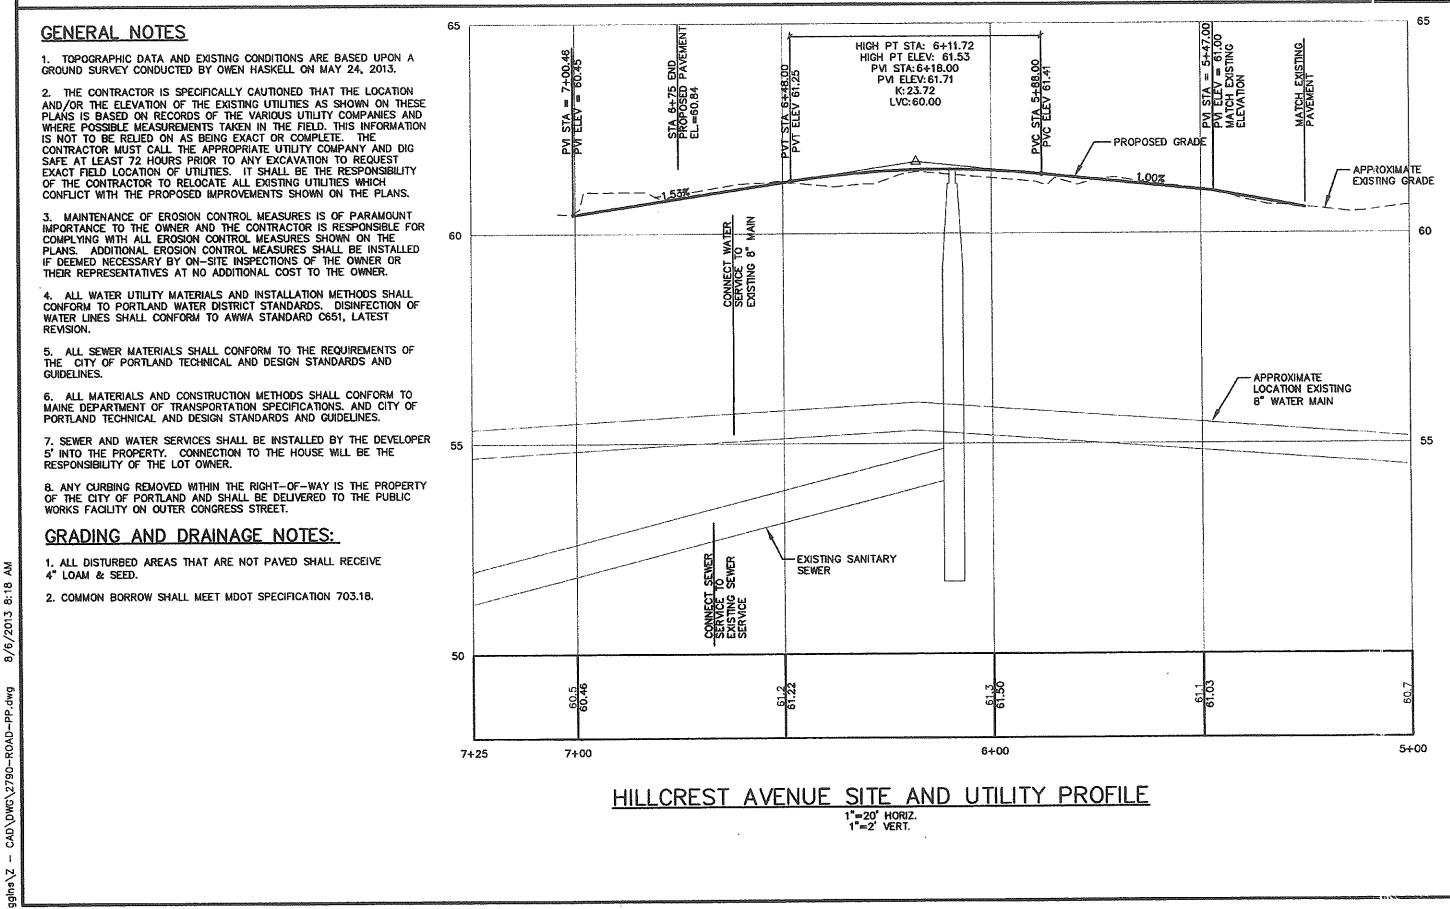 GENERAL NOTES
1. TOPOGRAPHIC DATA AND EXISTING CONDITIONS ARE BASED UPON A
GROUND SURVEY CONDUCTED BY OWEN HASKELL ON MAY 24, 2013.
2. THE CONTRACTOR IS SPECIFICALLY CAUTIONED THAT THE LOCATION
AND/OR THE ELEVATION OF THE EXISTING UTILITIES AS SHOWN ON THESE
PLANS IS BASED ON RECORDS OF THE VARIOUS UTILITY COMPANIES AND
WHERE POSSIBLE MEASUREMENTS TAKEN IN THE FIELD. THIS INFORMATION
IS NOT TO BE RELIED ON AS BEING EXACT OR COMPLETE. THE
CONTRACTOR MUST CALL THE APPROPRIATE UTILITY COMPANY AND DIG
SAFE AT LEAST 72 HOURS PRIOR TO ANY EXCAVATION TO REQUEST
EXACT FIELD LOCATION OF UTILITIES. IT SHALL BE THE RESPONSIBILITY
OF THE CONTRACTOR TO RELOCATE ALL EXISTING UTILITIES WHICH
CONFLICT WITH THE PROPOSED IMPROVEMENTS SHOWN ON THE PLANS.
3. MAINTENANCE OF EROSION CONTROL MEASURES IS OF PARAMOUNT
IMPORTANCE TO THE OWNER AND THE CONTRACTOR IS RESPONSIBLE FOR
COMPLYING WITH ALL EROSION CONTROL MEASURES SHOWN ON THE
PLANS. ADDITIONAL EROSION CONTROL MEASURES SHALL BE INSTALLED
IF DEEMED NECESSARY BY ON-SITE INSPECTIONS OF THE OWNER OR
THEIR REPRESENTATIVES AT NO ADDITIONAL COST TO THE OWNER.
4. ALL WATER UTILITY MATERIALS AND INSTALLATION METHODS SHALL
CONFORM TO PORTLAND WATER DISTRICT STANDARDS. DISINFECTION OF
WATER LINES SHALL CONFORM TO AWWA STANDARD C651, LATEST
REVISION.
5. ALL SEWER MATERIALS SHALL CONFORM TO THE REQUIREMENTS OF
THE CITY OF PORTLAND TECHNICAL AND DESIGN STANDARDS AND
GUIDELINES.
6. ALL MATERIALS AND CONSTRUCTION METHODS SHALL CONFORM TO
MAINE DEPARTMENT OF TRANSPORTATION SPECIFICATIONS. AND CITY OF
PORTLAND TECHNICAL AND DESIGN STANDARDS AND GUIDELINES.
7. SEWER AND WATER SERVICES SHALL BE INSTALLED BY THE DEVELOPER
5' INTO THE PROPERTY. CONNECTION TO THE HOUSE WILL BE THE
RESPONSIBILITY OF THE LOT OWNER.
8. ANY CURBING REMOVED WITHIN THE RIGHT-OF-WAY IS THE PROPERTY
OF THE CITY OF PORTLAND AND SHALL BE DELIVERED TO THE PUBLIC
WORKS FACILITY ON OUTER CONGRESS STREET.
GRADING AND DRAINAGE NOTES:
1. ALL DISTURBED AREAS THAT ARE NOT PAVED SHALL RECEIVE
4" LOAM & SEED.
2. COMMON BORROW SHALL MEET MDOT SPECIFICATION 703.18.
65
60
55
50
65
60
55
PVI STA = 7+00.46
PVI ELEV = 60.45
STA 6+75 END
PROPOSED PAVEMENT
EL=60.84
PVT STA 6+48.00
PVT ELEV 61.25
HIGH PT STA: 6+11.72
HIGH PT ELEV: 61.53
PVI STA:6+18.00
PVI ELEV:61.71
K:23.72
LVC:60.00
PVC STA 5+88.00
PVC ELEV 61.41
PVI STA = 5+47.00
PVI ELEV = 61.00
MATCH EXISTING
ELEVATION
MATCH EXISTING
PAVEMENT
PROPOSED GRADE
APPROXIMATE
EXISTING GRADE
1.53%
1.00%
CONNECT WATER
SERVICE TO
EXISTING 8" MAIN
APPROXIMATE
LOCATION EXISTING
8" WATER MAIN
EXISTING SANITARY
SEWER
CONNECT SEWER
SERVICE TO
EXISTING SEWER
SERVICE
60.5
60.46
61.2
61.22
61.3
61.50
61.1
61.03
60.7
7+25
7+00
6+00
5+00
HILLCREST AVENUE SITE AND UTILITY PROFILE
1"=20' HORIZ.
1"=2' VERT.
ggins\Z - CAD\DWG\2790-ROAD-PP.dwg 8/6/2013 8:18 AM